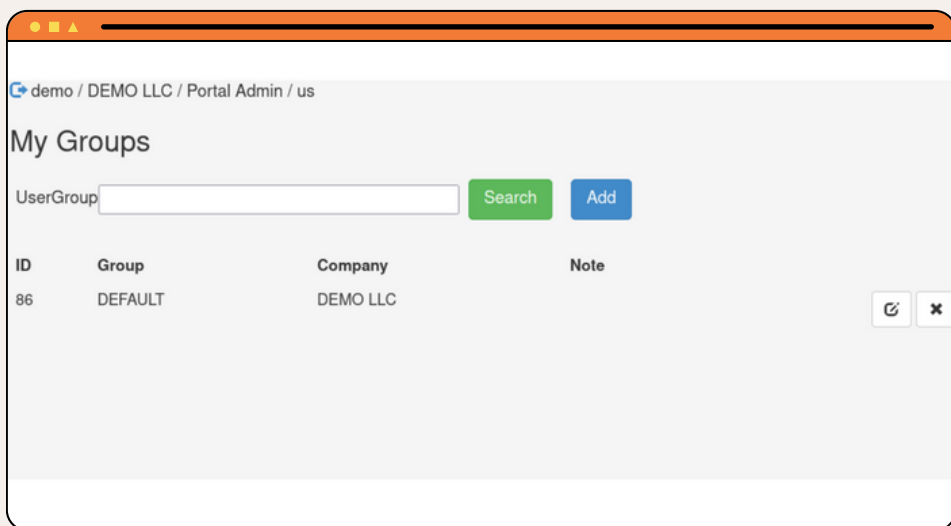 demo / DEMO LLC / Portal Admin / us
My Groups
UserGroup Search Add
ID Group Company Note
86 DEFAULT DEMO LLC